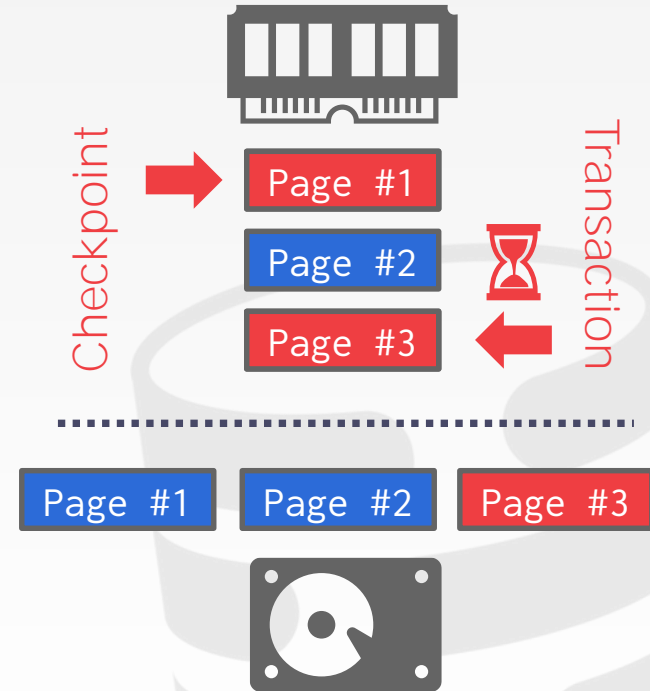 Checkpoint
Page #1
Page #2
Page #3
Transaction
Page #1
Page #2
Page #3